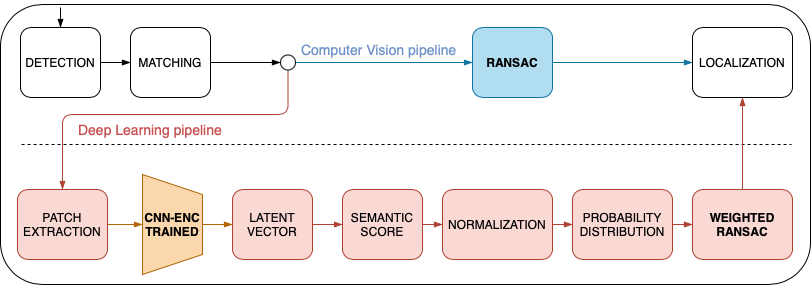 Computer Vision pipeline
DETECTION
MATCHING
RANSAC
LOCALIZATION
Deep Learning pipeline
PATCH
EXTRACTION
CNN-ENC
TRAINED
LATENT
VECTOR
SEMANTIC
SCORE
NORMALIZATION
PROBABILITY
DISTRIBUTION
WEIGHTED
RANSAC